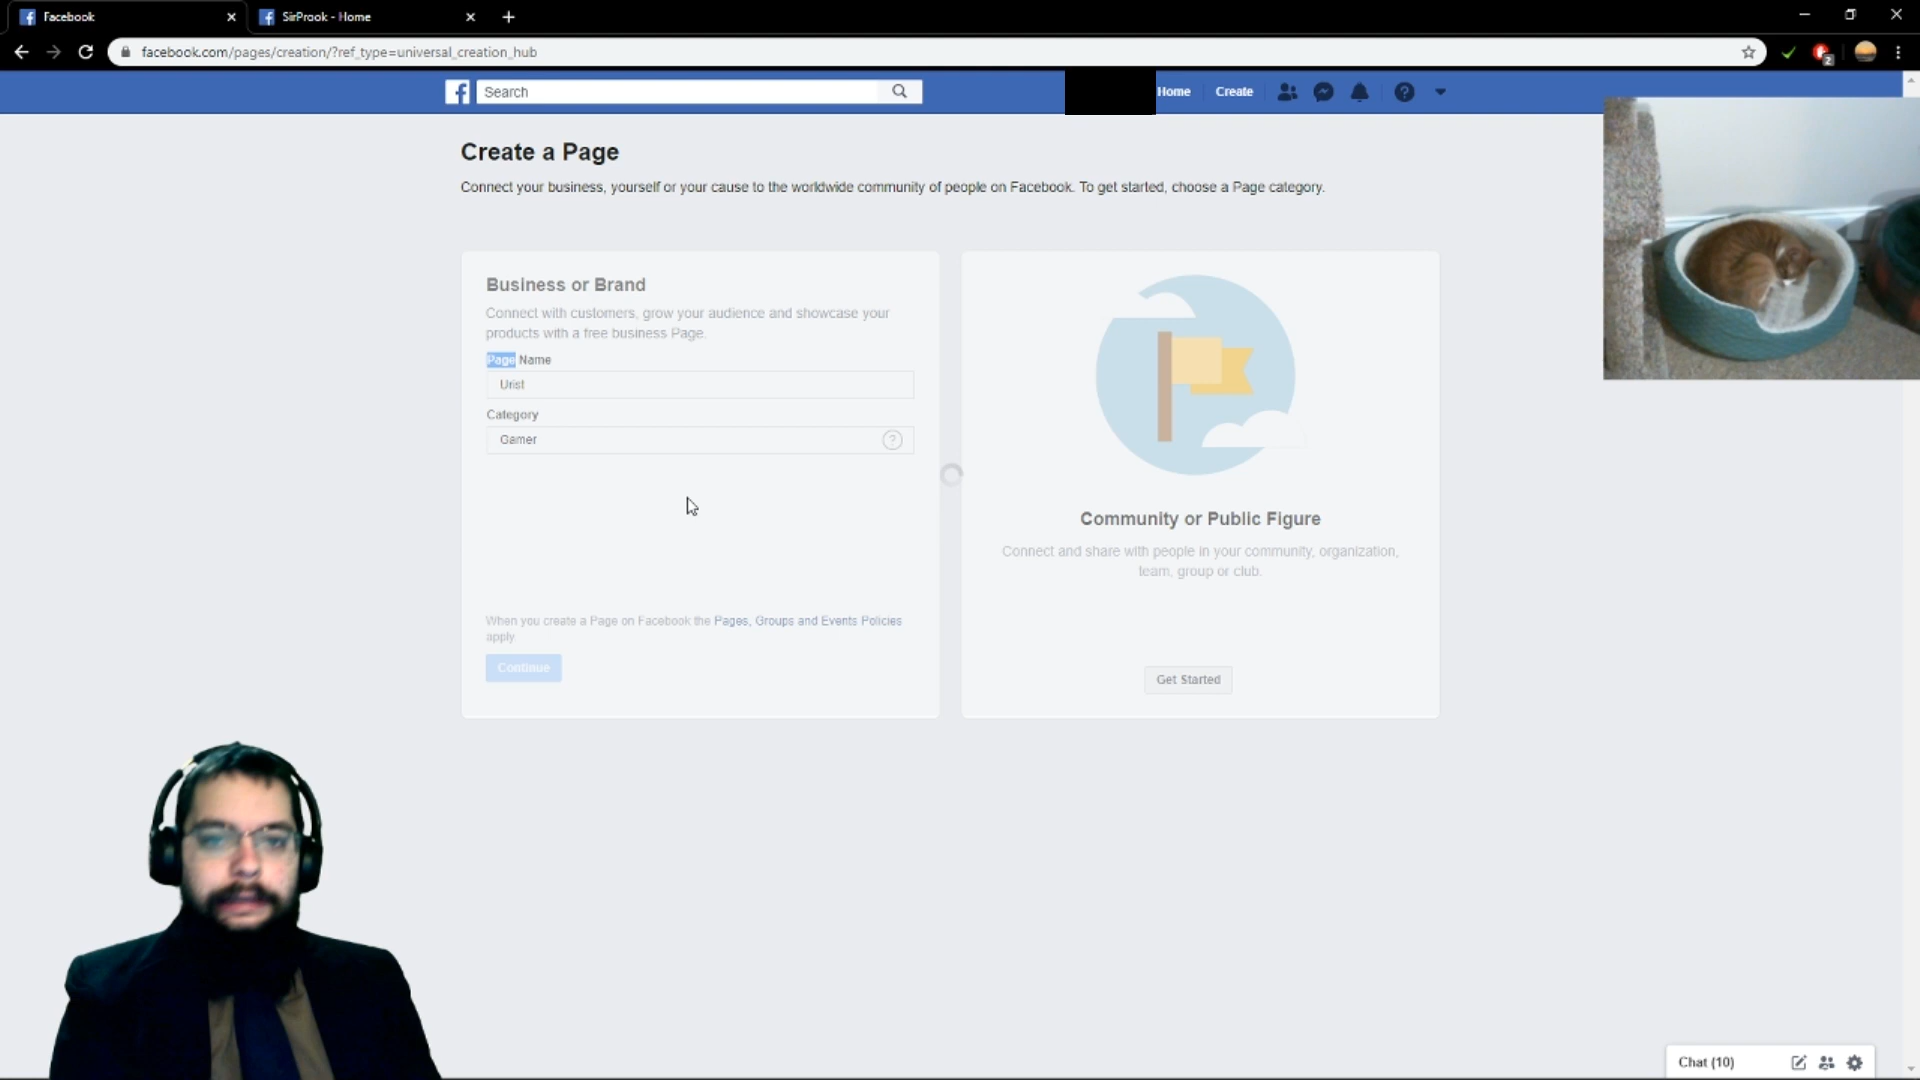 Facebook
SirProok - Home
facebook.com/pages/creation/?ref_type=universal_creation_hub
2
Search
Home
Create
Create a Page
Connect your business, yourself or your cause to the worldwide community of people on Facebook. To get started, choose a Page category.
Business or Brand
Connect with customers, grow your audience and showcase your
products with a free business Page.
Page Name
Urist
Category
Gamer
?
When you create a Page on Facebook the Pages, Groups and Events Policies
apply
Continue
Community or Public Figure
Connect and share with people in your community, organization,
team, group or club.
Get Started
Chat (10)